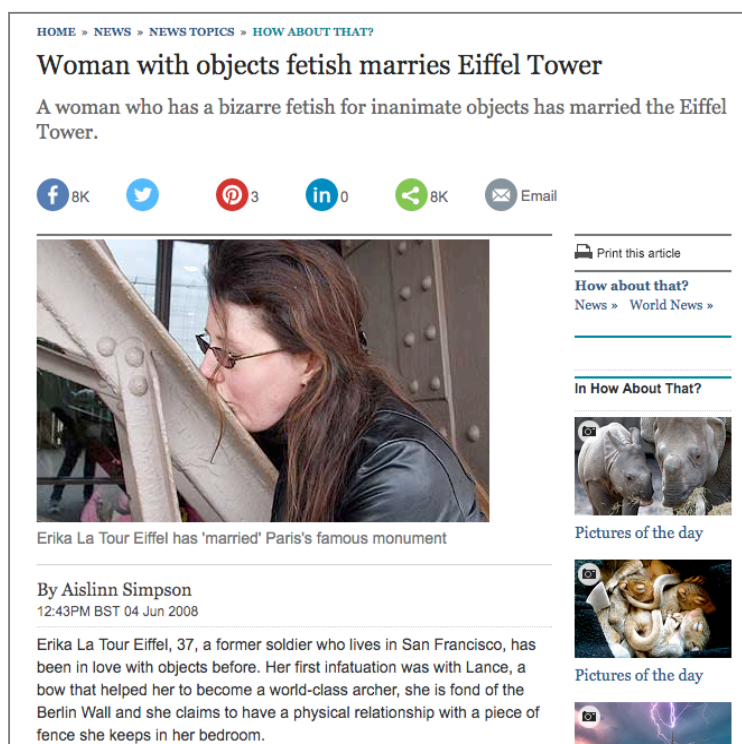 HOME » NEWS » NEWS TOPICS » HOW ABOUT THAT?
Woman with objects fetish marries Eiffel Tower
A woman who has a bizarre fetish for inanimate objects has married the Eiffel
Tower.
f 8K
3
in 0
8K
Email
Erika La Tour Eiffel has 'married' Paris's famous monument
By Aislinn Simpson
12:43PM BST 04 Jun 2008
Erika La Tour Eiffel, 37, a former soldier who lives in San Francisco, has
been in love with objects before. Her first infatuation was with Lance, a
bow that helped her to become a world-class archer, she is fond of the
Berlin Wall and she claims to have a physical relationship with a piece of
fence she keeps in her bedroom.
Print this article
How about that?
News » World News »
In How About That?
Pictures of the day
Pictures of the day